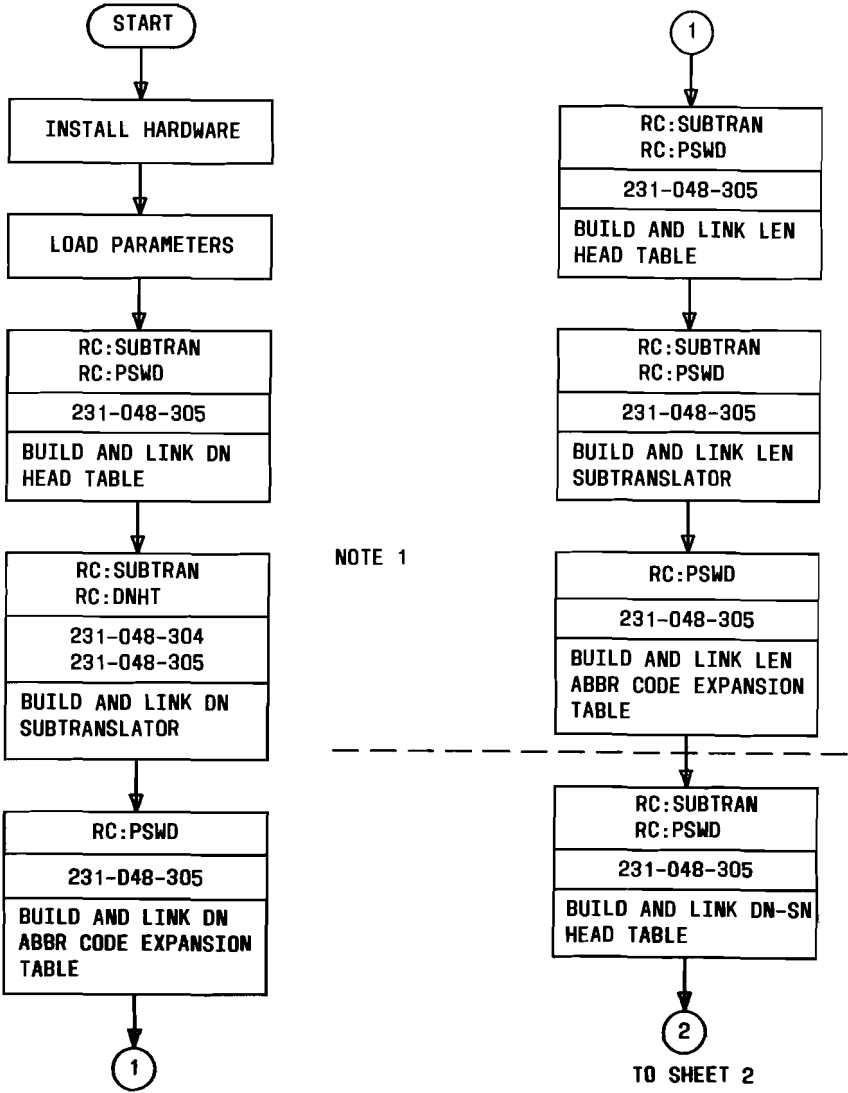 START
INSTALL HARDWARE
LOAD PARAMETERS
RC:SUBTRAN
RC:PSWD
231-048-305
BUILD AND LINK DN
HEAD TABLE
RC:SUBTRAN
RC:DNHT
231-048-304
231-048-305
BUILD AND LINK DN
SUBTRANSLATOR
RC:PSWD
231-D48-305
BUILD AND LINK DN
ABBR CODE EXPANSION
TABLE
1
NOTE 1
1
RC:SUBTRAN
RC:PSWD
231-048-305
BUILD AND LINK LEN
HEAD TABLE
RC:SUBTRAN
RC:PSWD
231-048-305
BUILD AND LINK LEN
SUBTRANSLATOR
RC:PSWD
231-048-305
BUILD AND LINK LEN
ABBR CODE EXPANSION
TABLE
RC:SUBTRAN
RC:PSWD
231-048-305
BUILD AND LINK DN-SN
HEAD TABLE
2
TO SHEET 2